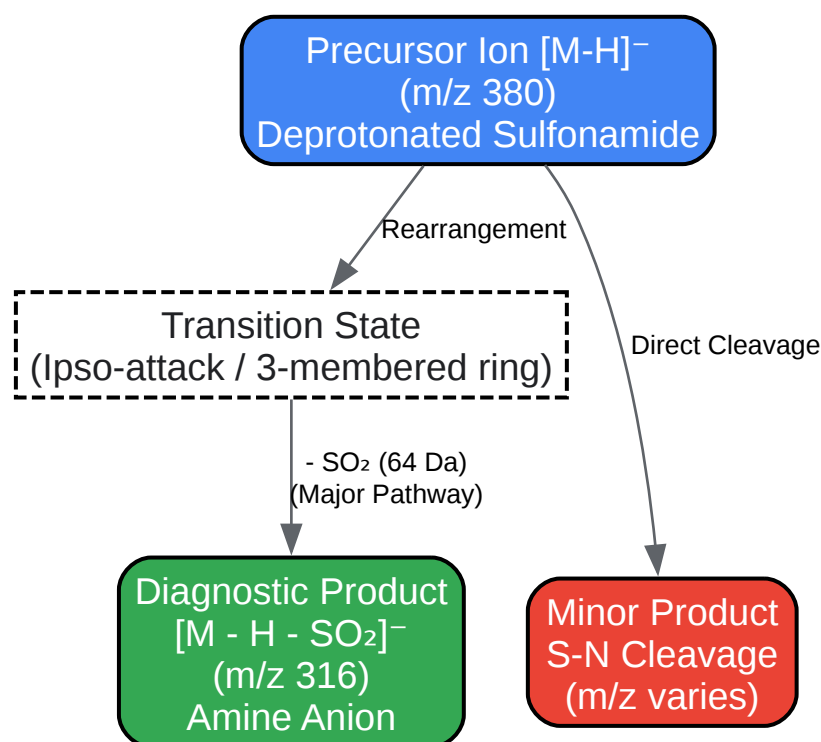 Precursor Ion [M-H]⁻
(m/z 380)
Deprotonated Sulfonamide
Rearrangement
Transition State
(Ipso-attack / 3-membered ring)
Direct Cleavage
- SO₂ (64 Da)
(Major Pathway)
Diagnostic Product
[M - H - SO₂]⁻
(m/z 316)
Amine Anion
Minor Product
S-N Cleavage
(m/z varies)